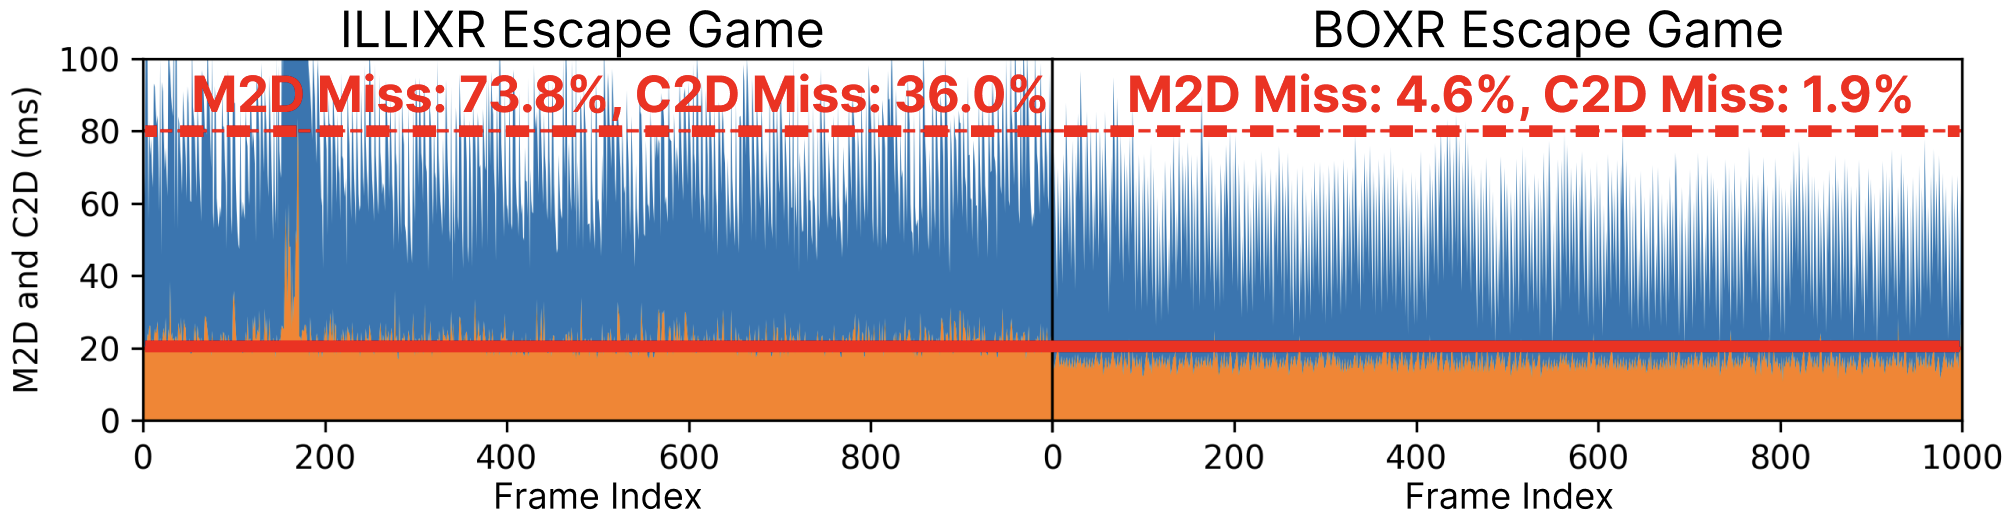 ILLIXR Escape Game
BOXR Escape Game
M2D and C2D (ms)
100
80
60
40
20
0
M2D Miss: 73.8%, C2D Miss: 36.0%
M2D Miss: 4.6%, C2D Miss: 1.9%
0 200 400 600 800 0 200 400 600 800 1000
Frame Index
Frame Index